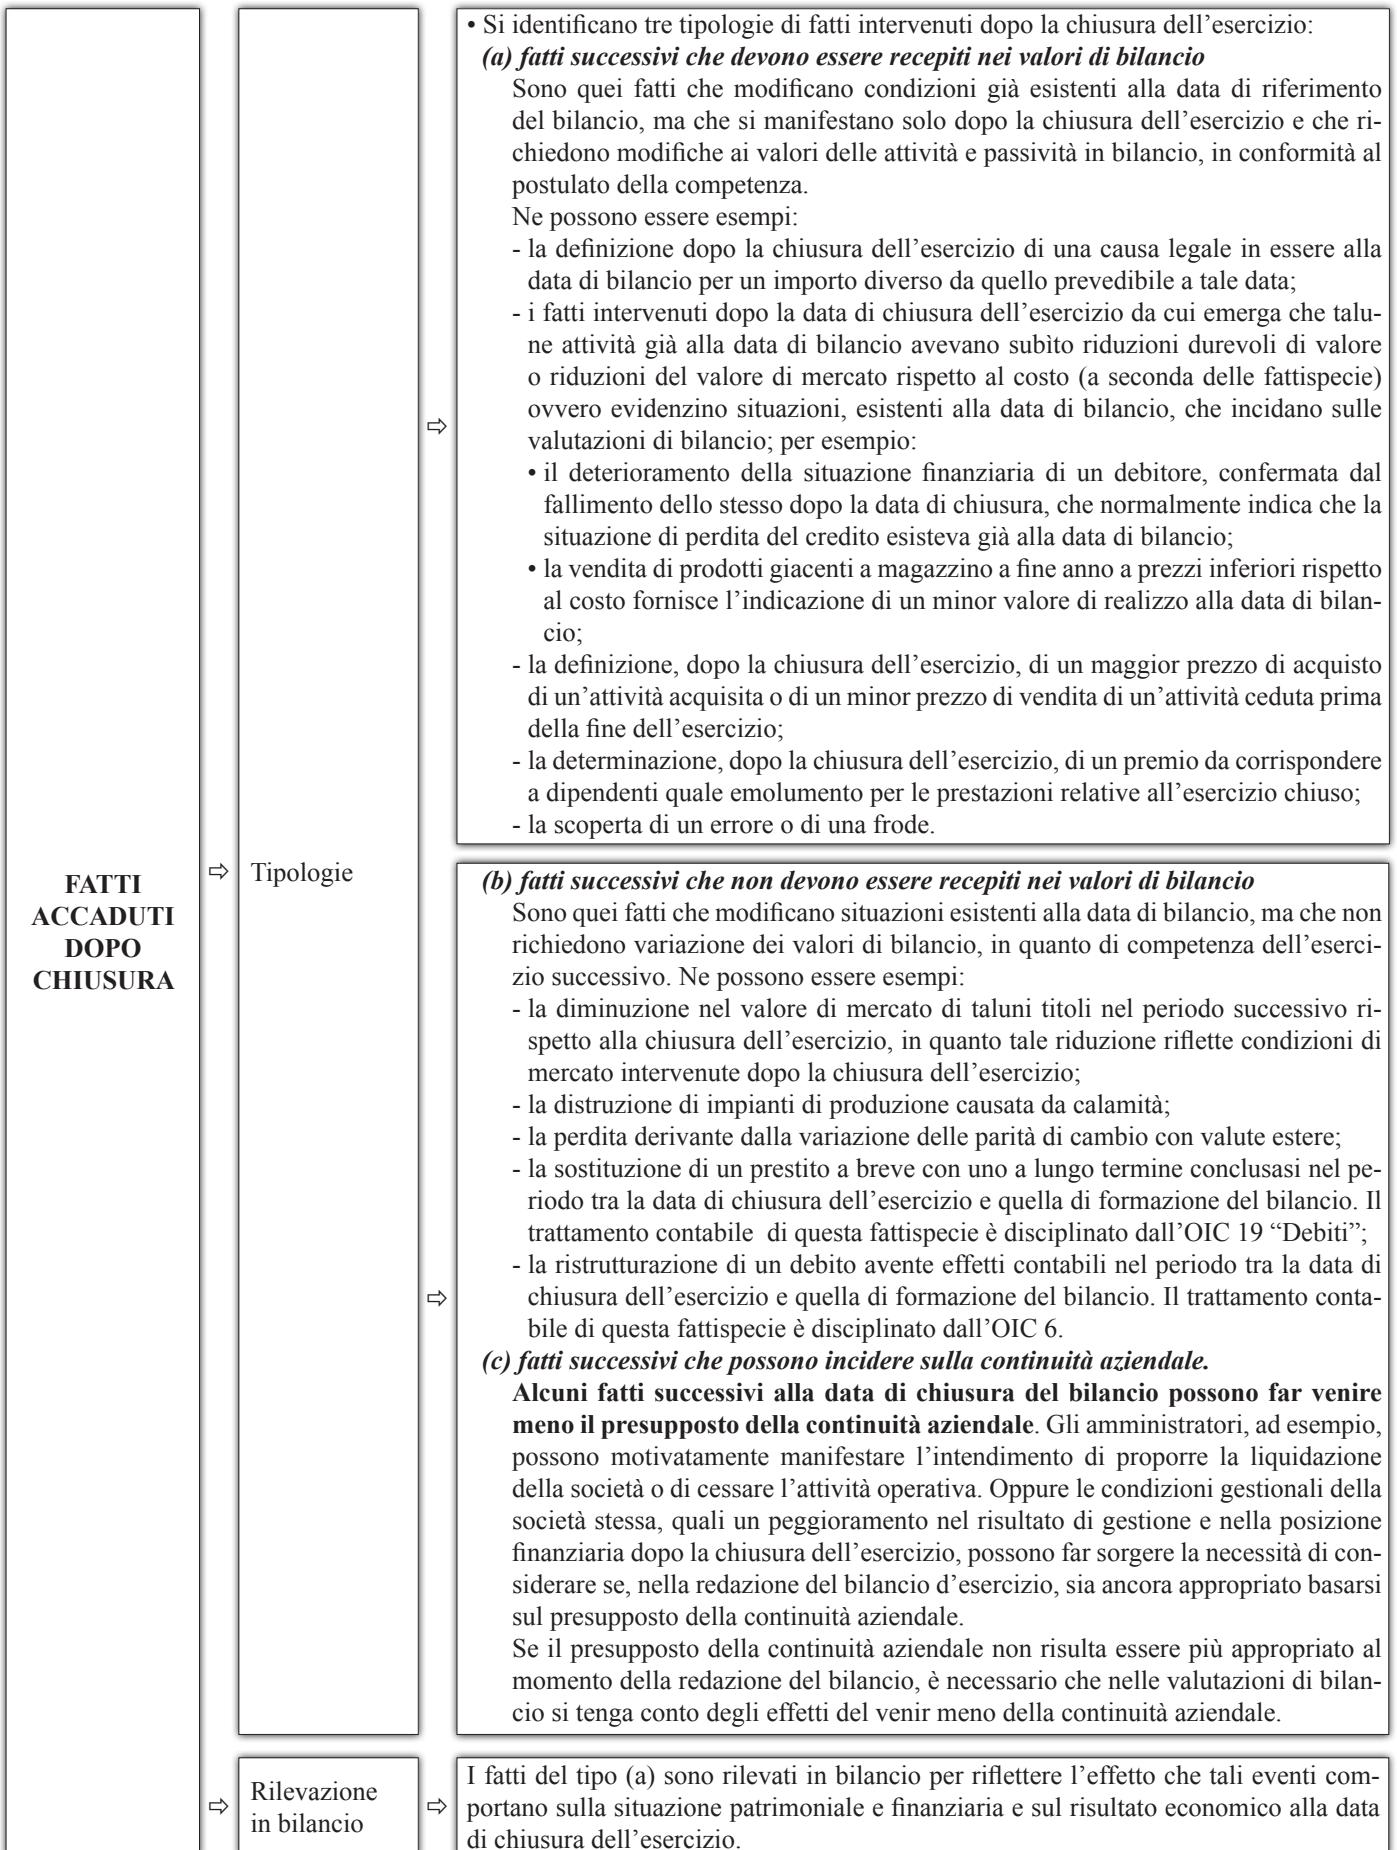 • Si identificano tre tipologie di fatti intervenuti dopo la chiusura dell’esercizio:
(a) fatti successivi che devono essere recepiti nei valori di bilancio
Sono quei fatti che modificano condizioni già esistenti alla data di riferimento
del bilancio, ma che si manifestano solo dopo la chiusura dell’esercizio e che ri-
chiedono modifiche ai valori delle attività e passività in bilancio, in conformità al
postulato della competenza.
Ne possono essere esempi:
- la definizione dopo la chiusura dell’esercizio di una causa legale in essere alla
data di bilancio per un importo diverso da quello prevedibile a tale data;
- i fatti intervenuti dopo la data di chiusura dell’esercizio da cui emerga che talu-
ne attività già alla data di bilancio avevano subìto riduzioni durevoli di valore
o riduzioni del valore di mercato rispetto al costo (a seconda delle fattispecie)
ovvero evidenzino situazioni, esistenti alla data di bilancio, che incidano sulle
valutazioni di bilancio; per esempio:
• il deterioramento della situazione finanziaria di un debitore, confermata dal
fallimento dello stesso dopo la data di chiusura, che normalmente indica che la
situazione di perdita del credito esisteva già alla data di bilancio;
• la vendita di prodotti giacenti a magazzino a fine anno a prezzi inferiori rispetto
al costo fornisce l’indicazione di un minor valore di realizzo alla data di bilan-
cio;
- la definizione, dopo la chiusura dell’esercizio, di un maggior prezzo di acquisto
di un’attività acquisita o di un minor prezzo di vendita di un’attività ceduta prima
della fine dell’esercizio;
- la determinazione, dopo la chiusura dell’esercizio, di un premio da corrispondere
a dipendenti quale emolumento per le prestazioni relative all’esercizio chiuso;
- la scoperta di un errore o di una frode.
FATTI
ACCADUTI
DOPO
CHIUSURA
⇨
Tipologie
⇨
(b) fatti successivi che non devono essere recepiti nei valori di bilancio
Sono quei fatti che modificano situazioni esistenti alla data di bilancio, ma che non
richiedono variazione dei valori di bilancio, in quanto di competenza dell’eserci-
zio successivo. Ne possono essere esempi:
- la diminuzione nel valore di mercato di taluni titoli nel periodo successivo ri-
spetto alla chiusura dell’esercizio, in quanto tale riduzione riflette condizioni di
mercato intervenute dopo la chiusura dell’esercizio;
- la distruzione di impianti di produzione causata da calamità;
- la perdita derivante dalla variazione delle parità di cambio con valute estere;
- la sostituzione di un prestito a breve con uno a lungo termine conclusasi nel pe-
riodo tra la data di chiusura dell’esercizio e quella di formazione del bilancio. Il
trattamento contabile di questa fattispecie è disciplinato dall’OIC 19 “Debiti”;
- la ristrutturazione di un debito avente effetti contabili nel periodo tra la data di
chiusura dell’esercizio e quella di formazione del bilancio. Il trattamento conta-
bile di questa fattispecie è disciplinato dall’OIC 6.
⇨
(c) fatti successivi che possono incidere sulla continuità aziendale.
Alcuni fatti successivi alla data di chiusura del bilancio possono far venire
meno il presupposto della continuità aziendale. Gli amministratori, ad esempio,
possono motivatamente manifestare l’intendimento di proporre la liquidazione
della società o di cessare l’attività operativa. Oppure le condizioni gestionali della
società stessa, quali un peggioramento nel risultato di gestione e nella posizione
finanziaria dopo la chiusura dell’esercizio, possono far sorgere la necessità di con-
siderare se, nella redazione del bilancio d’esercizio, sia ancora appropriato basarsi
sul presupposto della continuità aziendale.
Se il presupposto della continuità aziendale non risulta essere più appropriato al
momento della redazione del bilancio, è necessario che nelle valutazioni di bilan-
cio si tenga conto degli effetti del venir meno della continuità aziendale.
⇨
Rilevazione
in bilancio
⇨
I fatti del tipo (a) sono rilevati in bilancio per riflettere l’effetto che tali eventi com-
portano sulla situazione patrimoniale e finanziaria e sul risultato economico alla data
di chiusura dell’esercizio.